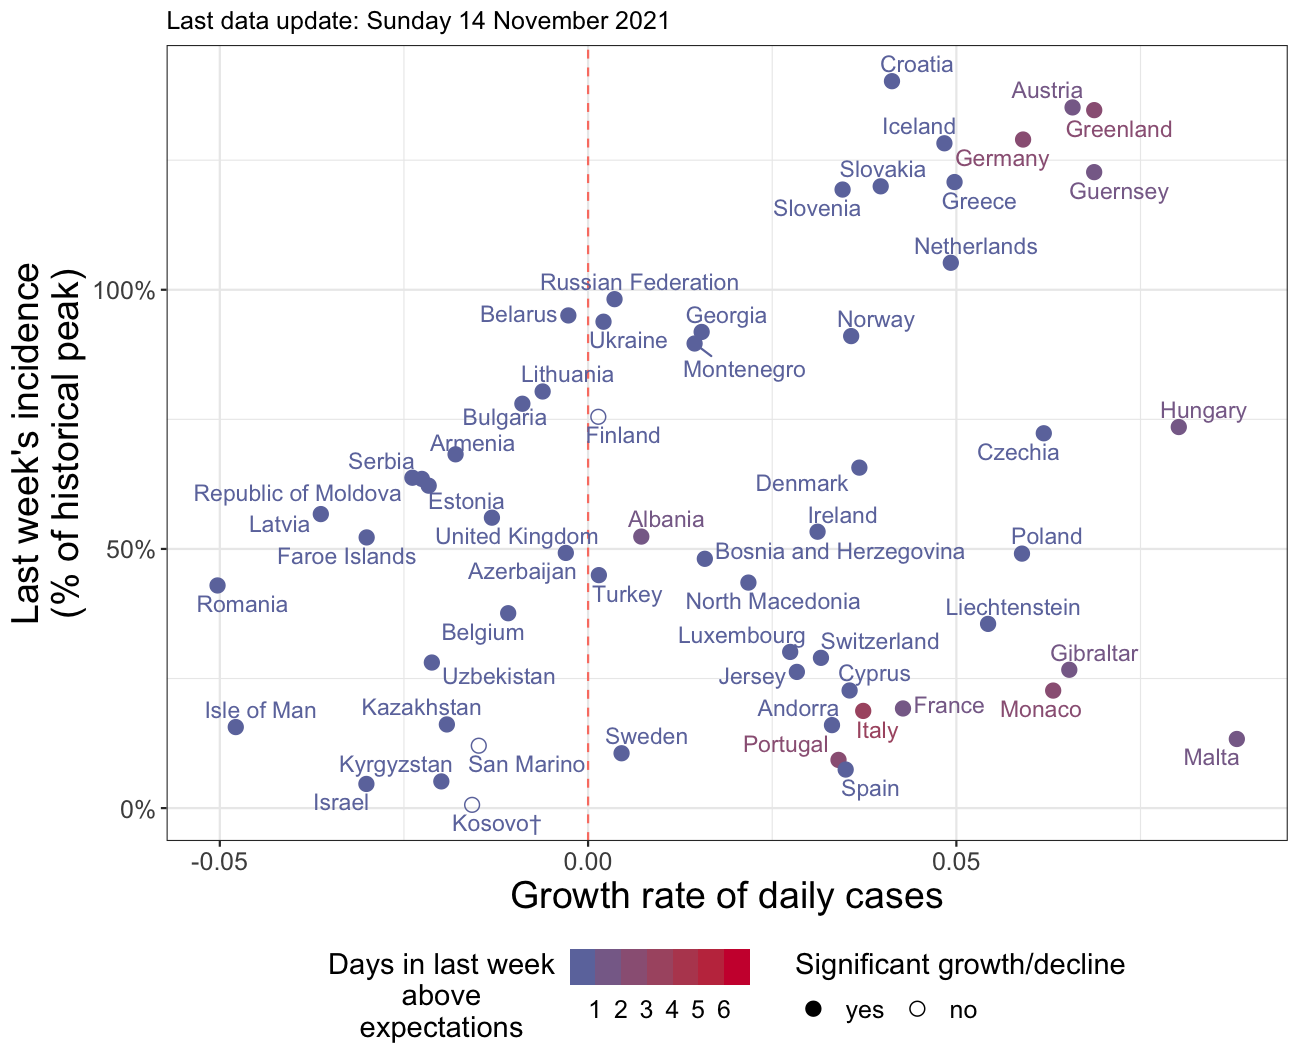 Last data update: Sunday 14 November 2021
Last week's incidence
(% of historical peak)
100%
50%
0%
Croatia
Austria
Greenland
Iceland
Germany
Slovakia
Guernsey
Slovenia
Greece
Netherlands
Russian Federation
Belarus
Georgia
Norway
Ukraine
Montenegro
Lithuania
Bulgaria
Hungary
Finland
Armenia
Czechia
Serbia
Denmark
Republic of Moldova
Estonia
Latvia
Albania
Ireland
United Kingdom
Poland
Faroe Islands
Bosnia and Herzegovina
Azerbaijan
Turkey
Romania
North Macedonia
Liechtenstein
Belgium
Luxembourg
Switzerland
Gibraltar
Uzbekistan
Jersey
Cyprus
Isle of Man
Kazakhstan
Andorra
France
Monaco
Italy
Sweden
Portugal
Malta
Kyrgyzstan
San Marino
Spain
Israel
Kosovo†
-0.05
0.00
0.05
Growth rate of daily cases
Days in last week
above
expectations
1 2 3 4 5 6
Significant growth/decline
yes
no